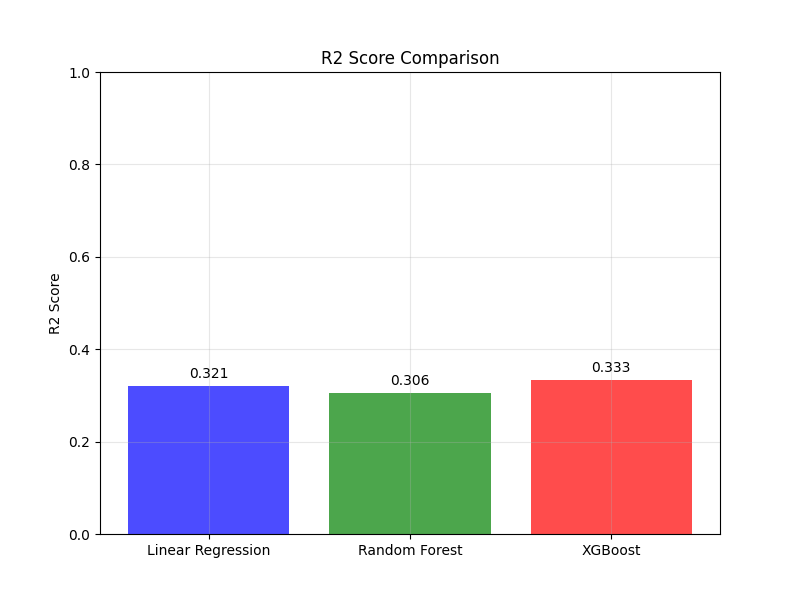 R2 Score Comparison
1.0
0.8
0.6
0.4
0.2
0.0
R2 Score
0.321
0.306
0.333
Linear Regression
Random Forest
XGBoost